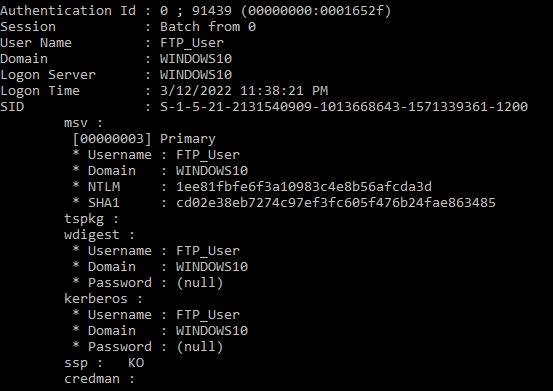 Authentication Id : 0 ; 91439 (00000000:0001652f)
Session           : Batch from 0
User Name         : FTP_User
Domain            : WINDOWS10
Logon Server      : WINDOWS10
Logon Time        : 3/12/2022 11:38:21 PM
SID               : S-1-5-21-2131540909-1013668643-1571339361-1200
        msv :
         [00000003] Primary
         * Username : FTP_User
         * Domain   : WINDOWS10
         * NTLM     : 1ee81fbfe6f3a10983c4e8b56afcda3d
         * SHA1     : cd02e38eb7274c97ef3fc605f476b24fae863485
        tspkg :
        wdigest :
         * Username : FTP_User
         * Domain   : WINDOWS10
         * Password : (null)
        kerberos :
         * Username : FTP_User
         * Domain   : WINDOWS10
         * Password : (null)
        ssp :   KO
        credman :